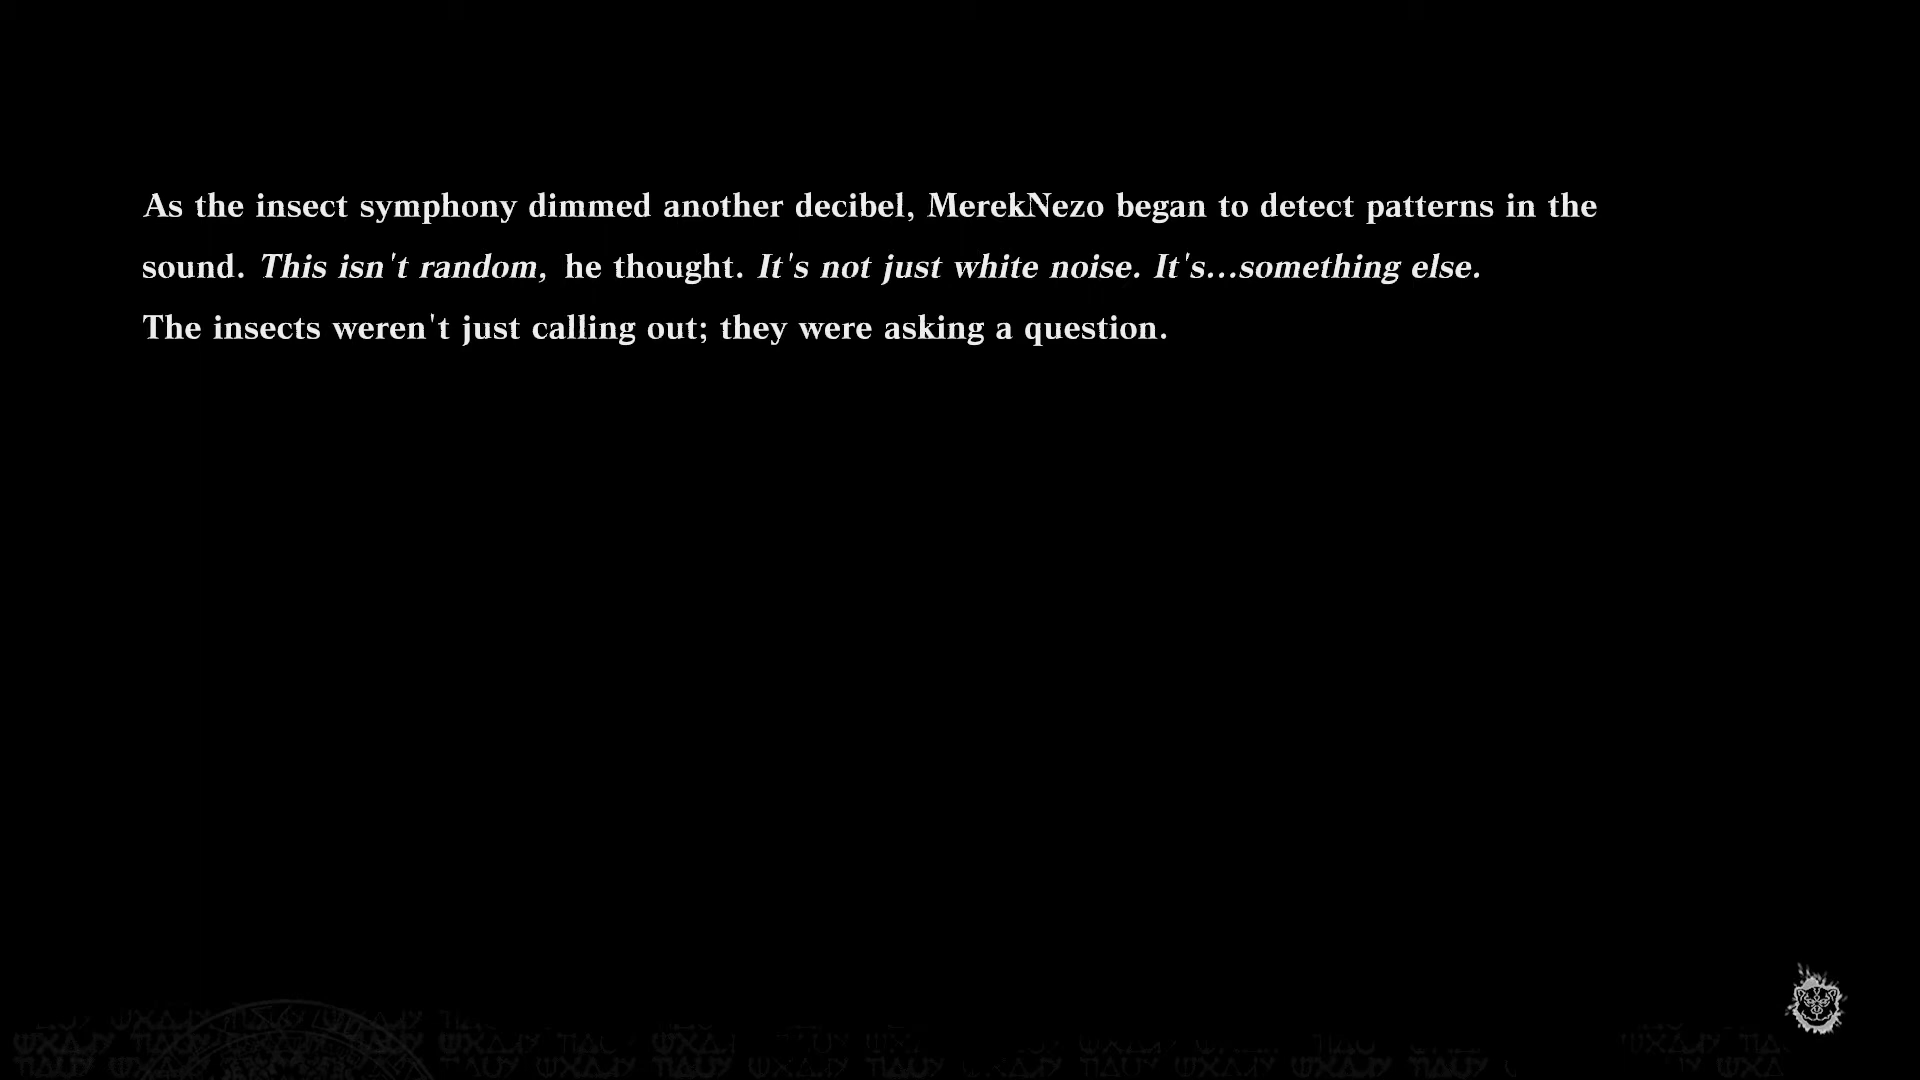 As the insect symphony dimmed another decibel, MerekNezo began to detect patterns in the
sound. This isn't random, he thought. It's not just white noise. It's...something else.
The insects weren't just calling out; they were asking a question.